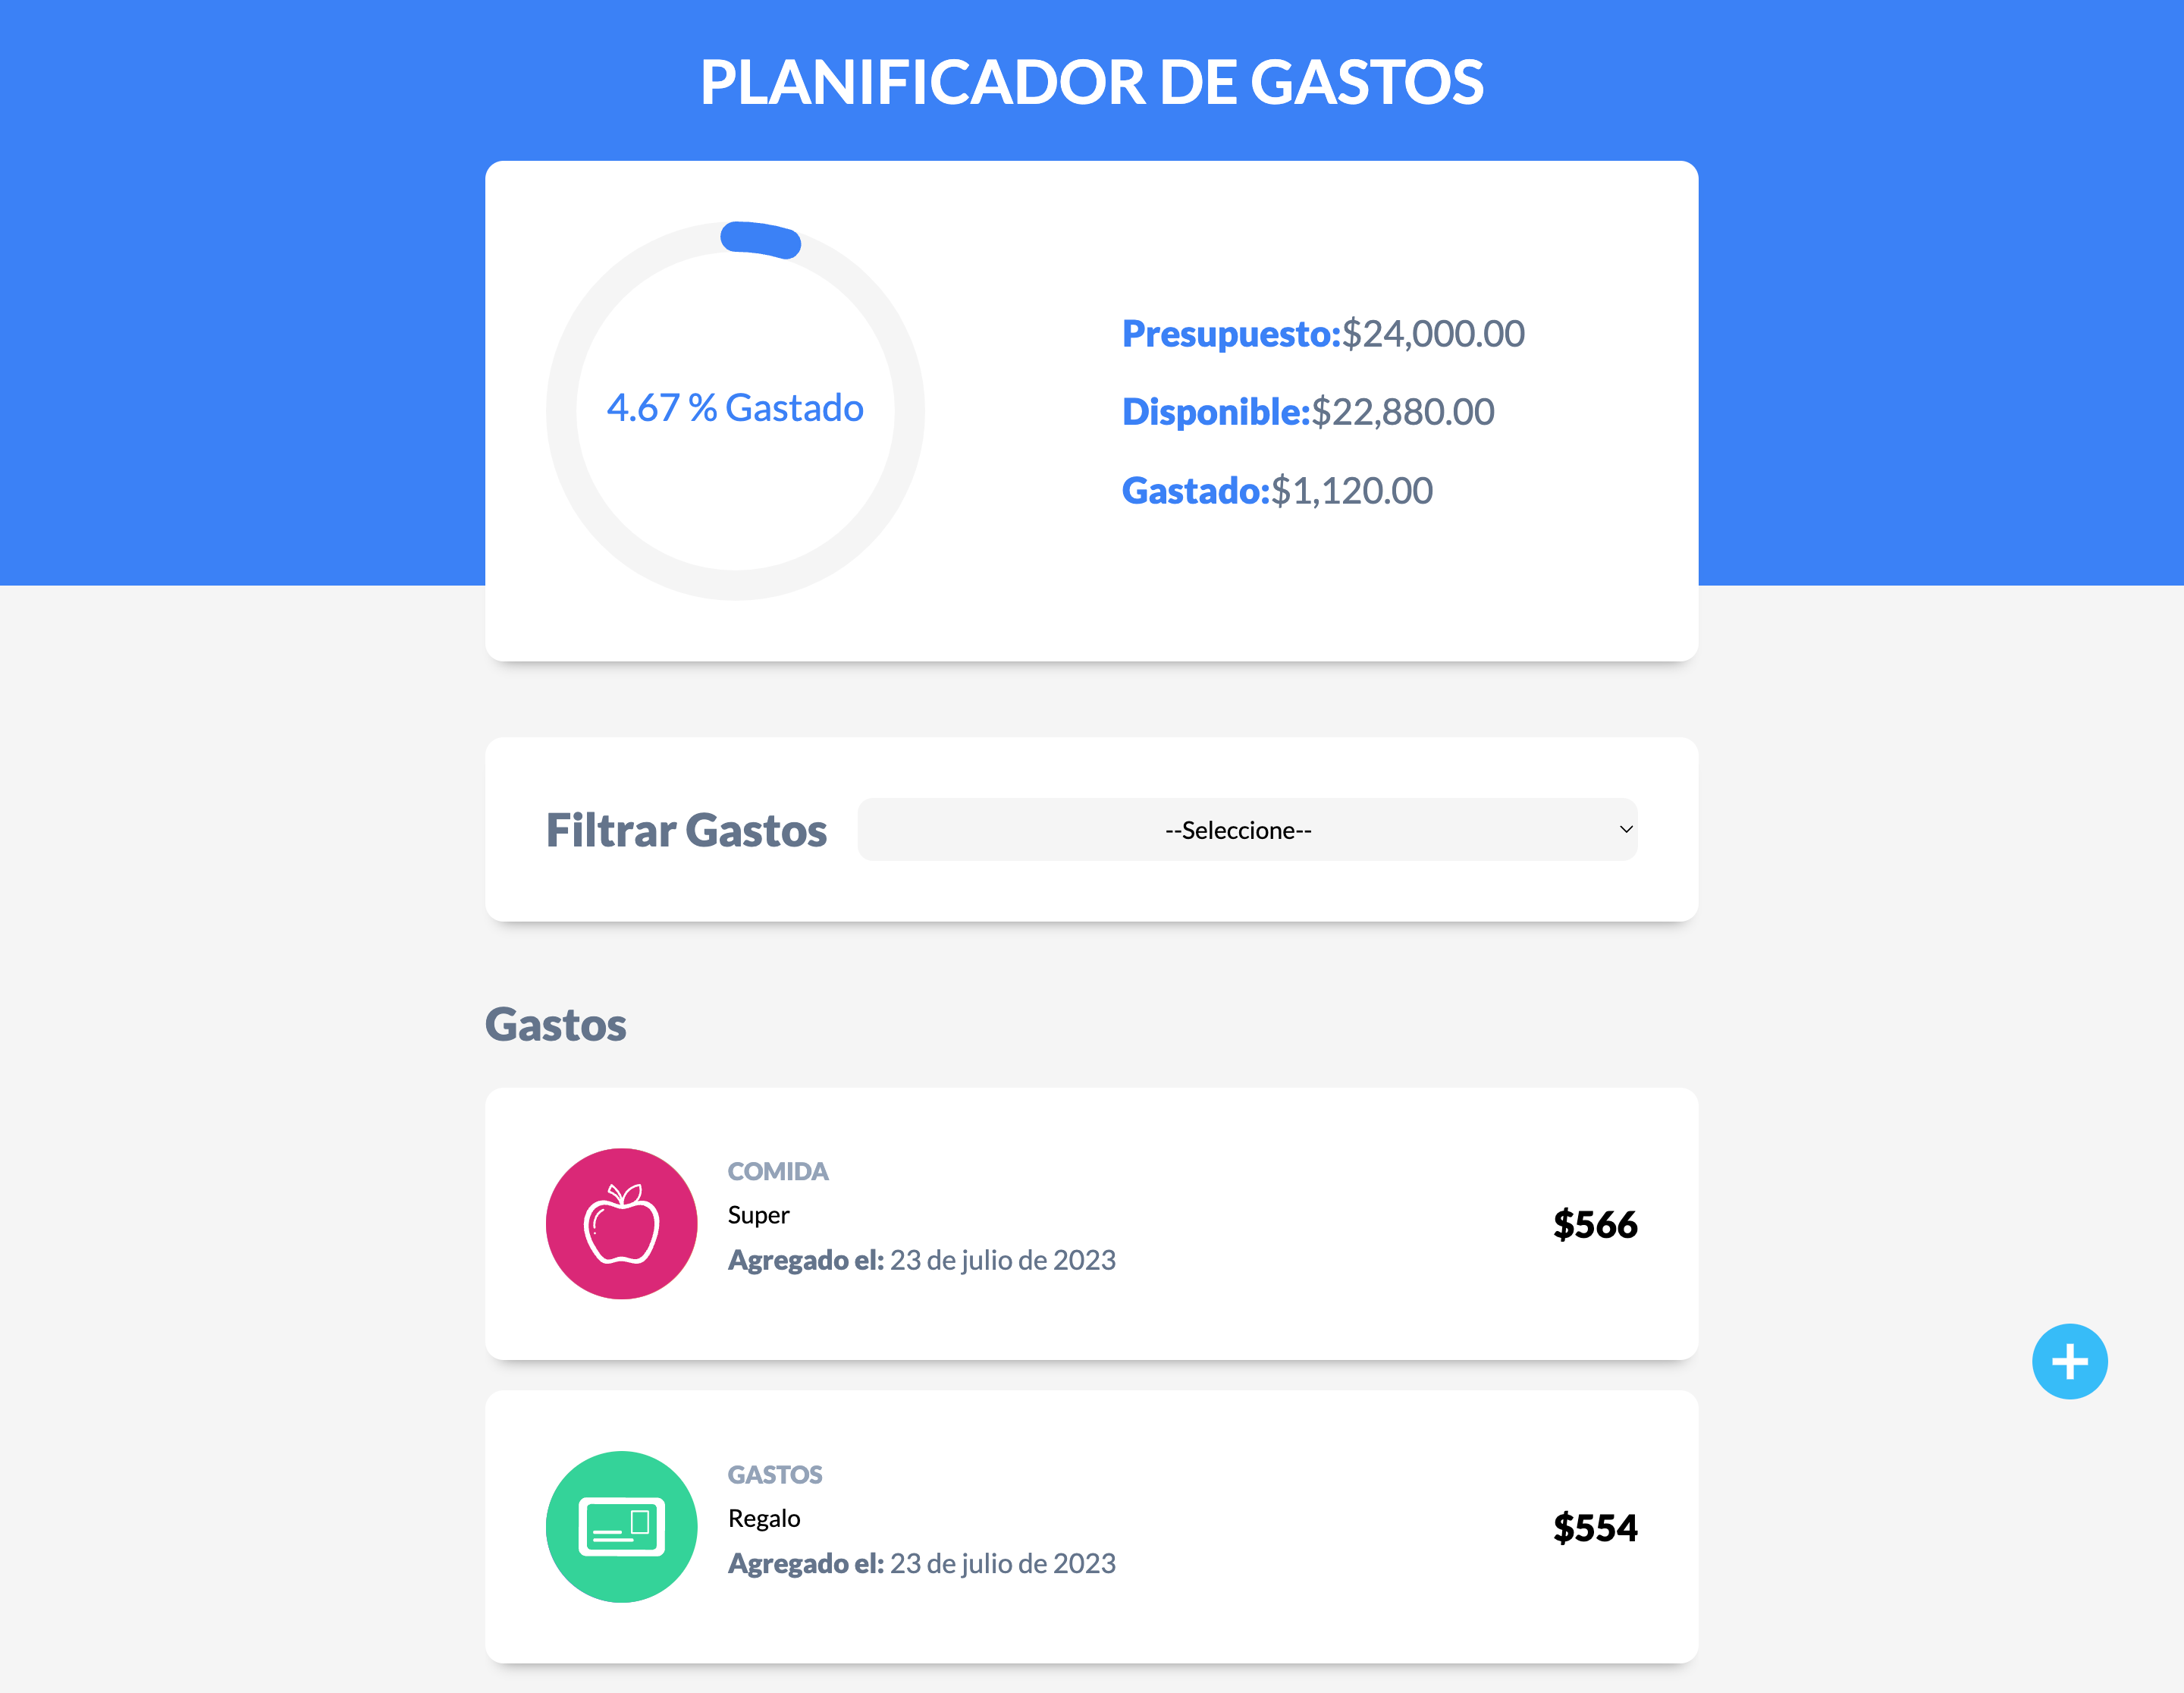 PLANIFICADOR DE GASTOS
4.67 % Gastado
Presupuesto:$24,000.00
Disponible:$22,880.00
Gastado:$1,120.00
Filtrar Gastos
--Seleccione--
Gastos
COMIDA
Super
Agregado el: 23 de julio de 2023
$566
GASTOS
Regalo
Agregado el: 23 de julio de 2023
$554